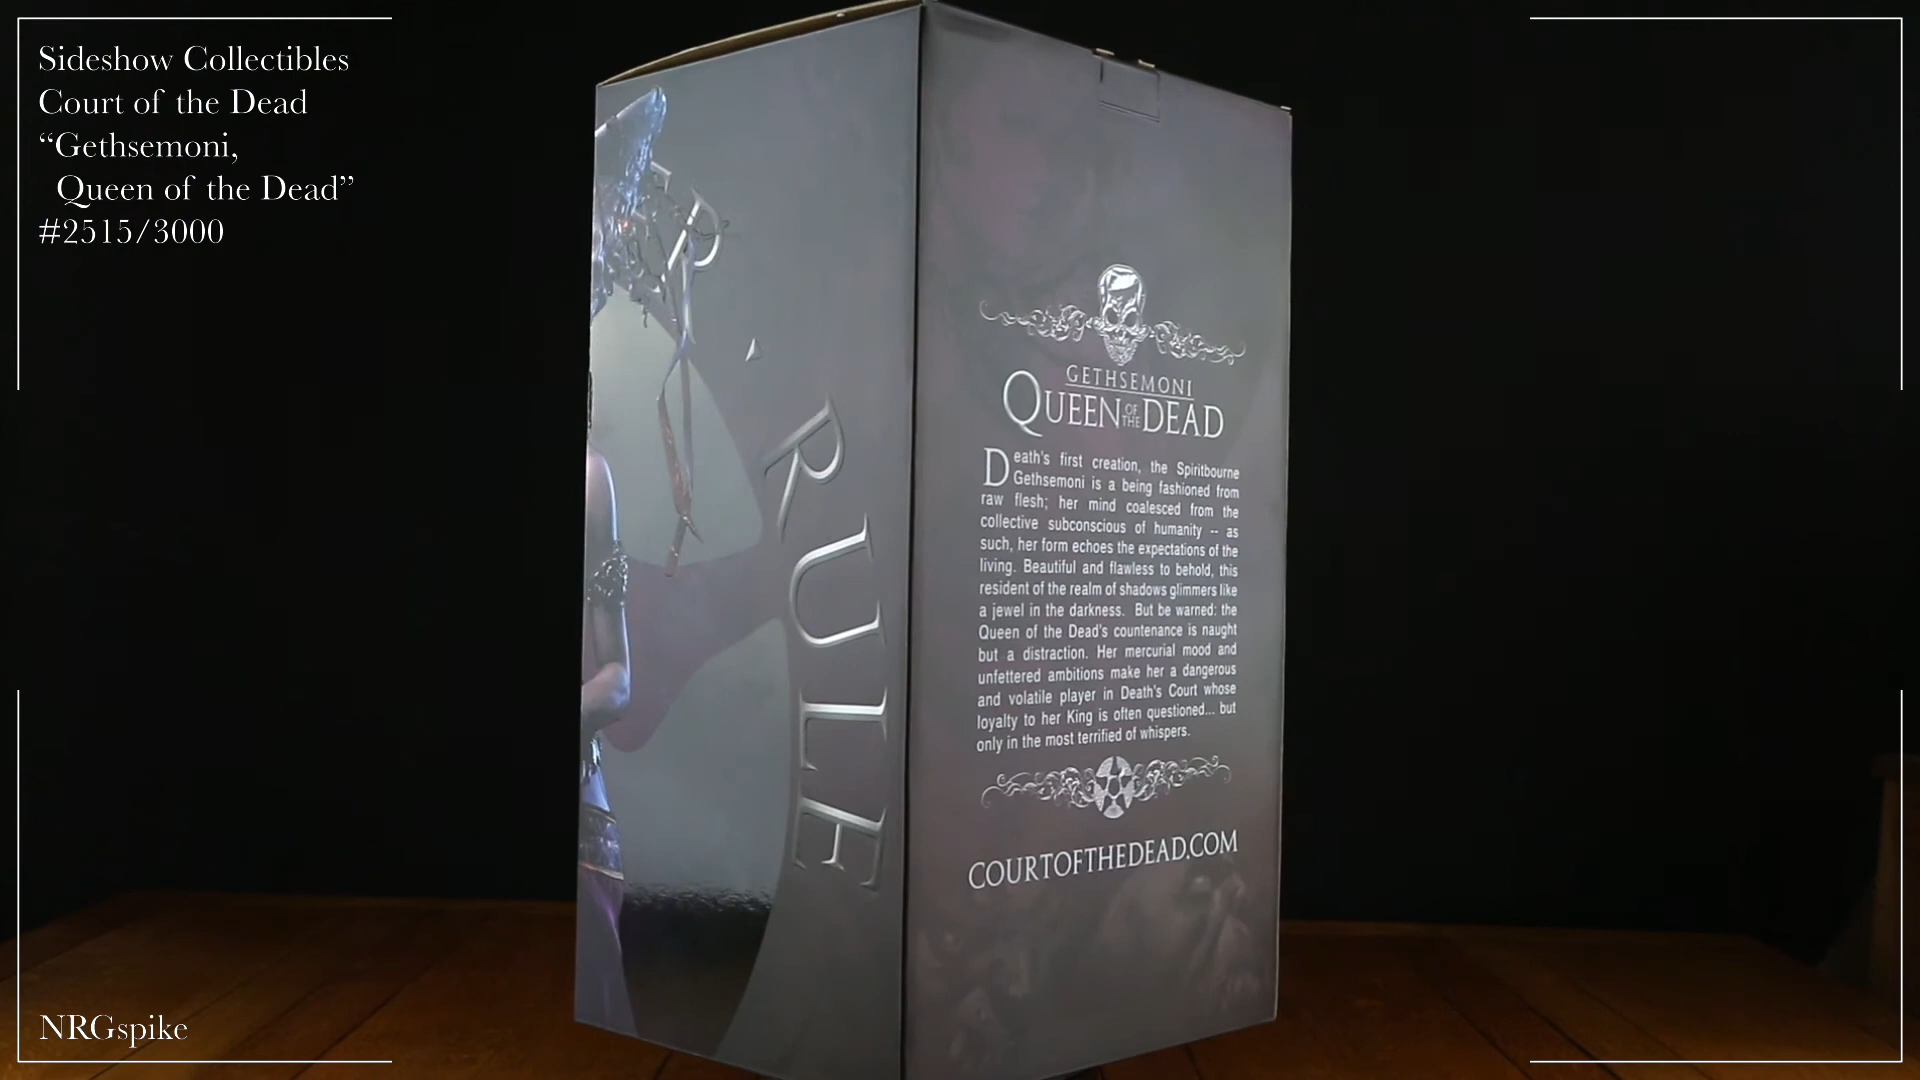 Sideshow Collectibles
Court of the Dead
“Gethsemoni,
Queen of the Dead”
#2515/3000
R
RULE
GETHSEMONI
QUEEN OF THE DEAD
Death's first creation, the Spiritbourne
Gethsemoni is a being fashioned from
raw flesh; her mind coalesced from the
collective subconscious of humanity -- as
such, her form echoes the expectations of the
living. Beautiful and flawless to behold, this
resident of the realm of shadows glimmers like
a jewel in the darkness. But be warned: the
Queen of the Dead's countenance is naught
but a distraction. Her mercurial mood and
unfettered ambitions make her a dangerous
and volatile player in Death's Court whose
loyalty to her King is often questioned... but
only in the most terrified of whispers.
COURTOFTHEDEAD.COM
NRGspike